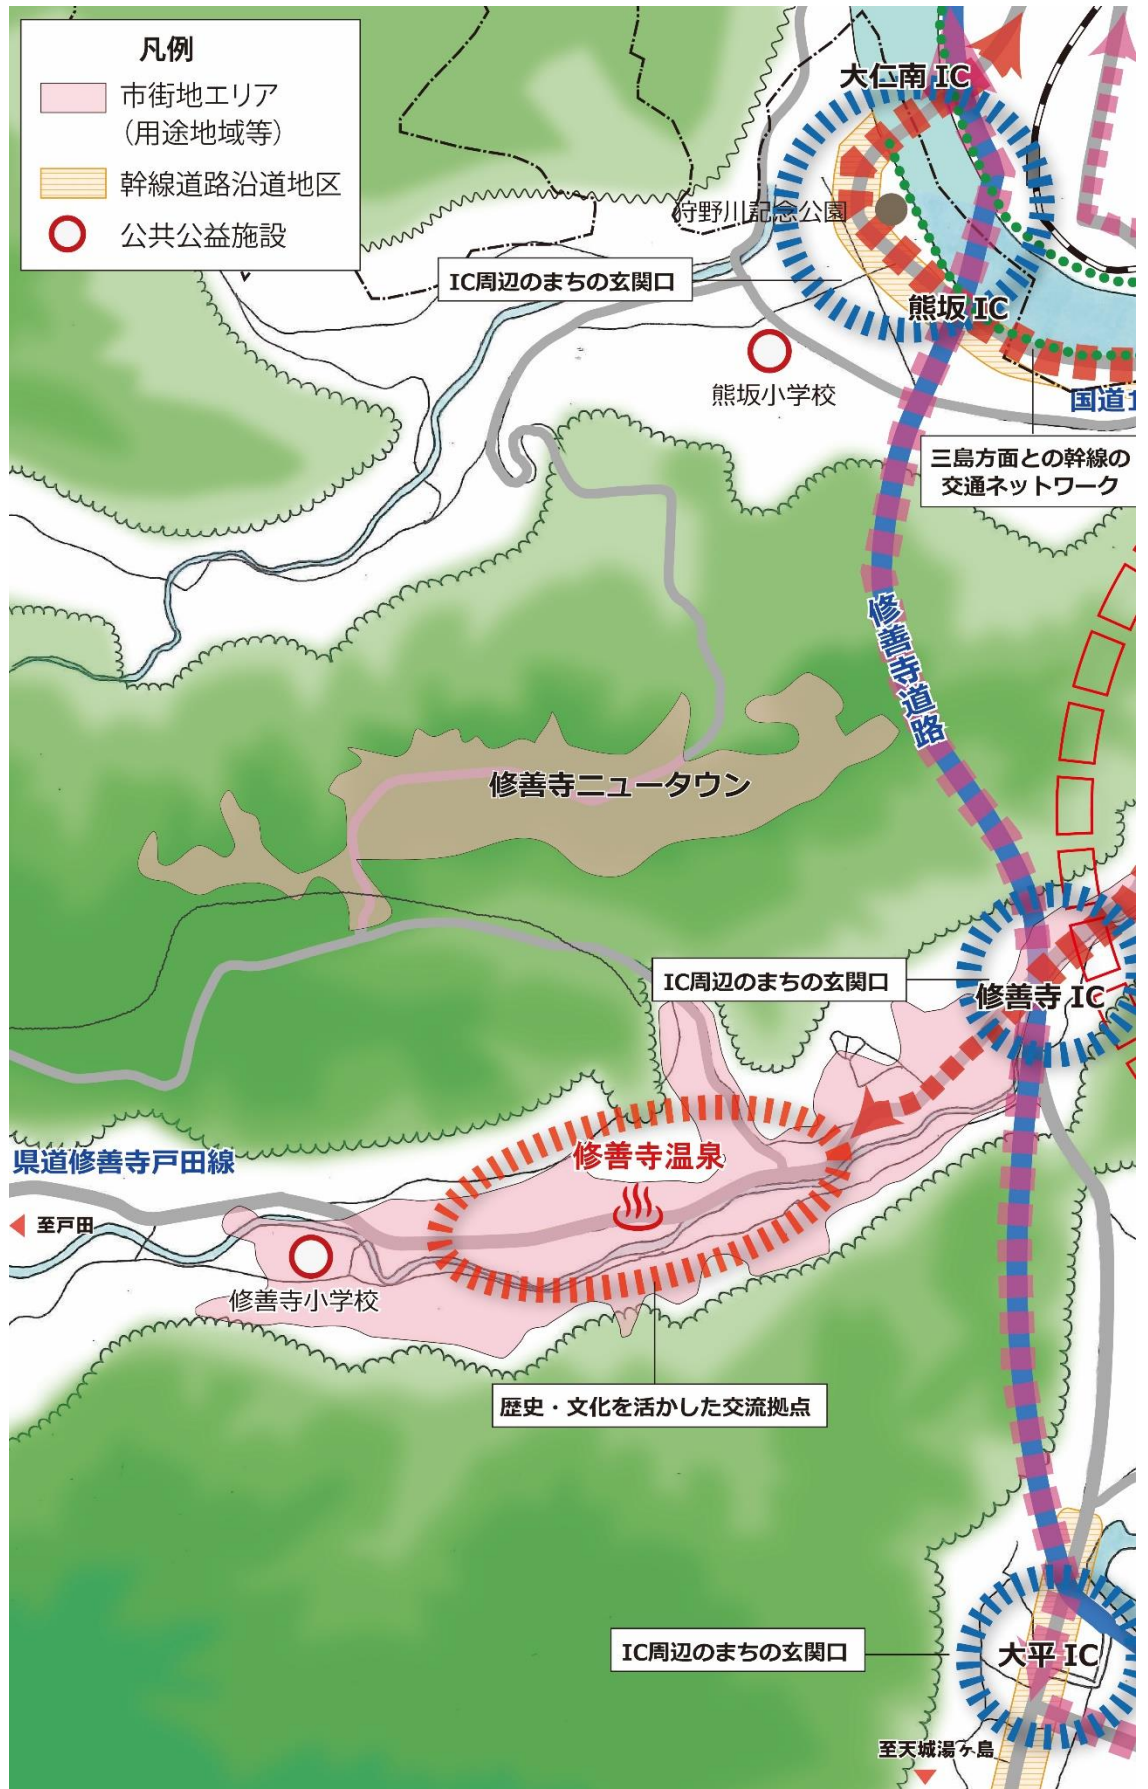 凡例
市街地エリア
（用途地域等）
幹線道路沿道地区
公共公益施設
大仁南 IC
狩野川記念公園
IC周辺のまちの玄関口
熊坂 IC
熊坂小学校
国道1
三島方面との幹線の
交通ネットワーク
修善寺道路
修善寺ニュータウン
IC周辺のまちの玄関口
修善寺 IC
修善寺温泉
県道修善寺戸田線
至戸田
修善寺小学校
歴史・文化を活かした交流拠点
IC周辺のまちの玄関口
大平 IC
至天城湯ヶ島